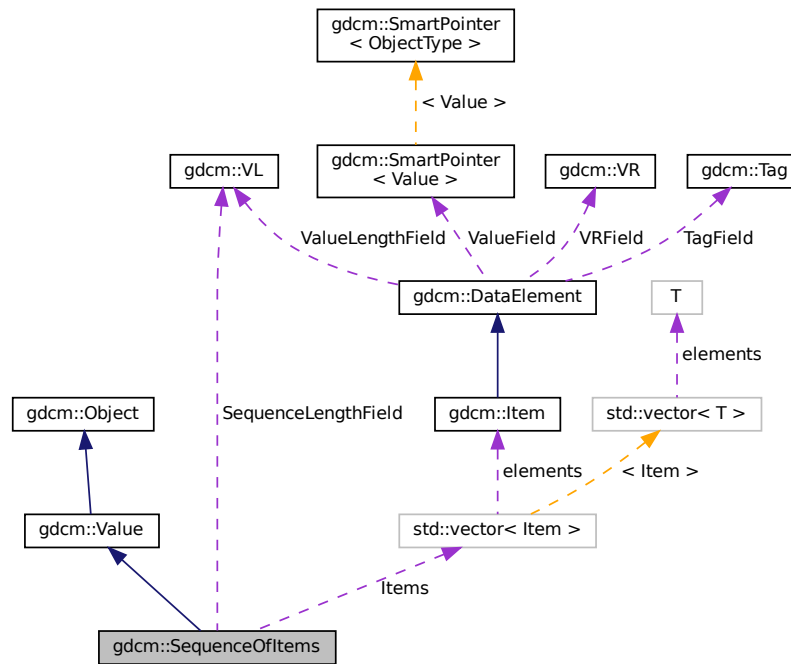 gdcm::SmartPointer
< ObjectType >
< Value >
gdcm::VL
gdcm::SmartPointer
< Value >
gdcm::VR
gdcm::Tag
ValueLengthField
ValueField
VRField
TagField
gdcm::DataElement
T
elements
gdcm::Object
SequenceLengthField
gdcm::Item
std::vector< T >
elements
< Item >
gdcm::Value
std::vector< Item >
Items
gdcm::SequenceOfItems